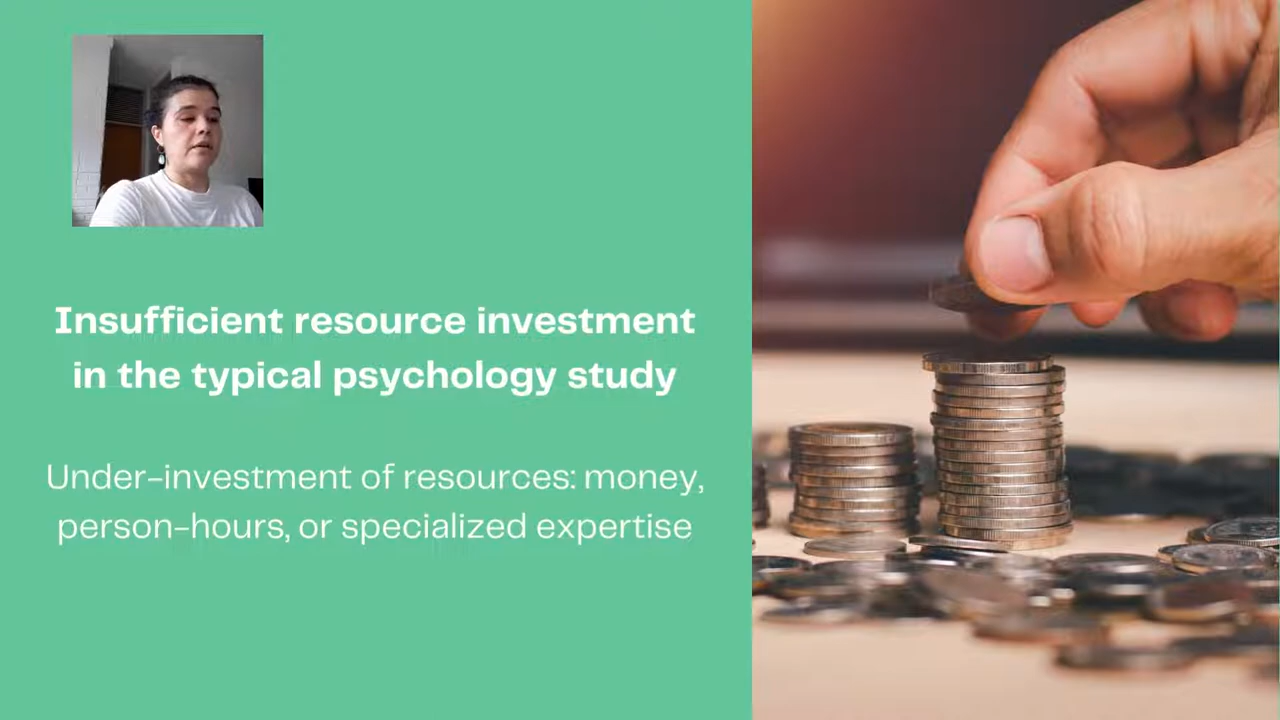 Insufficient resource investment
in the typical psychology study
Under-investment of resources: money,
person-hours, or specialized expertise